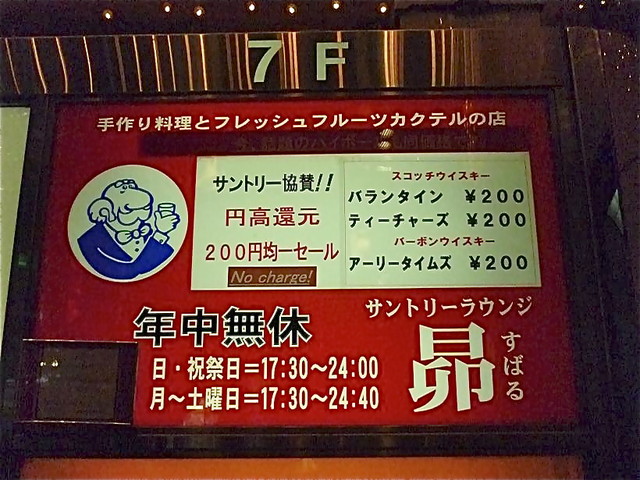 7F
手作り料理とフレッシュフルーツカクテルの店
サントリー協賛!!
円高還元
200円均一セール
No charge!
スコッチウイスキー
バランタイン ¥200
ティーチャーズ ¥200
バーボンウイスキー
アーリータイムズ ¥200
年中無休
日・祝祭日=17:30～24:00
月～土曜日=17:30～24:40
サントリーラウンジ
昴
すばる